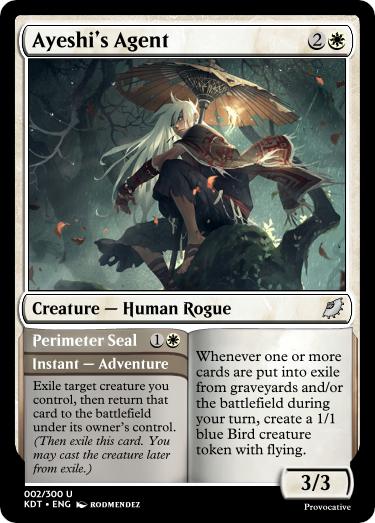 Ayeshi's Agent 2
Creature — Human Rogue
Perimeter Seal 1
Instant — Adventure
Exile target creature you
control, then return that
card to the battlefield
under its owner's control.
(Then exile this card. You
may cast the creature later
from exile.)
Whenever one or more
cards are put into exile
from graveyards and/or
the battlefield during
your turn, create a 1/1
blue Bird creature
token with flying.
3/3
002/300 U
KDT • ENG RODMENDEZ
Provocative